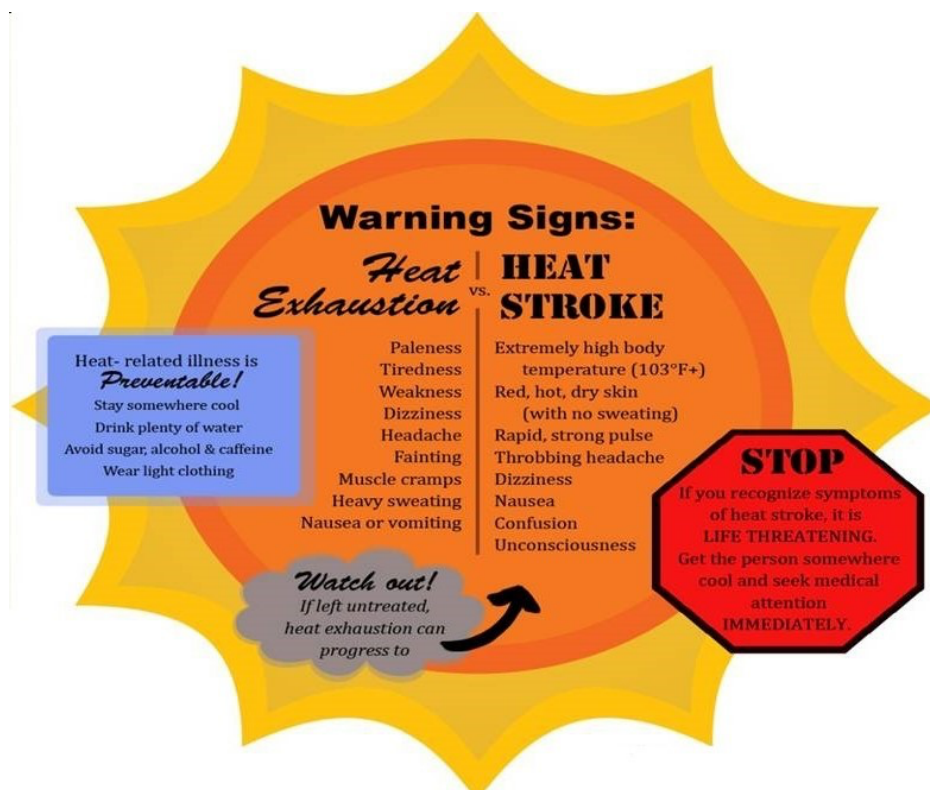 Warning Signs:
Heat
Exhaustion
vs.
HEAT
STROKE
Paleness
Tiredness
Weakness
Dizziness
Headache
Fainting
Muscle cramps
Heavy sweating
Nausea or vomiting
Extremely high body
temperature (103°F+)
Red, hot, dry skin
(with no sweating)
Rapid, strong pulse
Throbbing headache
Dizziness
Nausea
Confusion
Unconsciousness
Heat- related illness is
Preventable!
Stay somewhere cool
Drink plenty of water
Avoid sugar, alcohol & caffeine
Wear light clothing
Watch out!
If left untreated,
heat exhaustion can
progress to
STOP
If you recognize symptoms
of heat stroke, it is
LIFE THREATENING.
Get the person somewhere
cool and seek medical
attention
IMMEDIATELY.